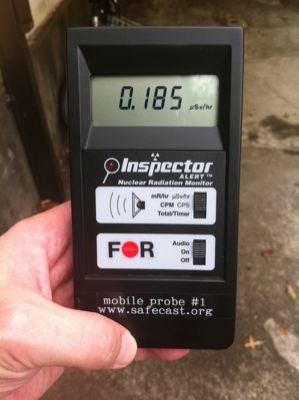 0.185 µSv/hr
Inspector
ALERT™
Nuclear Radiation Monitor
mR/hr µSv/hr
CPM CPS
Total/Timer
FOR
Audio
On
Off
mobile probe #1
www.safecast.org